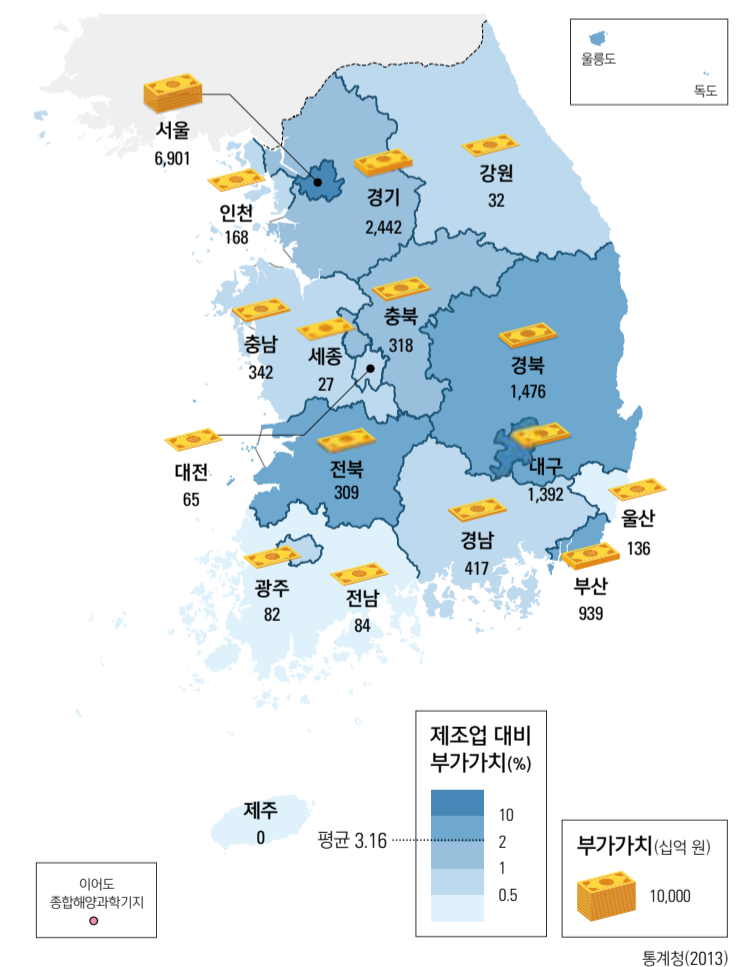 울릉도
독도
서울
6,901
강원
32
경기
2,442
인천
168
충북
318
충남
342
세종
27
경북
1,476
대구
1,392
대전
65
전북
309
울산
136
경남
417
부산
939
광주
82
전남
84
제주
0
제조업 대비
부가가치(%)
10
평균 3.16
2
1
0.5
부가가치(십억 원)
10,000
이어도
종합해양과학기지
통계청(2013)